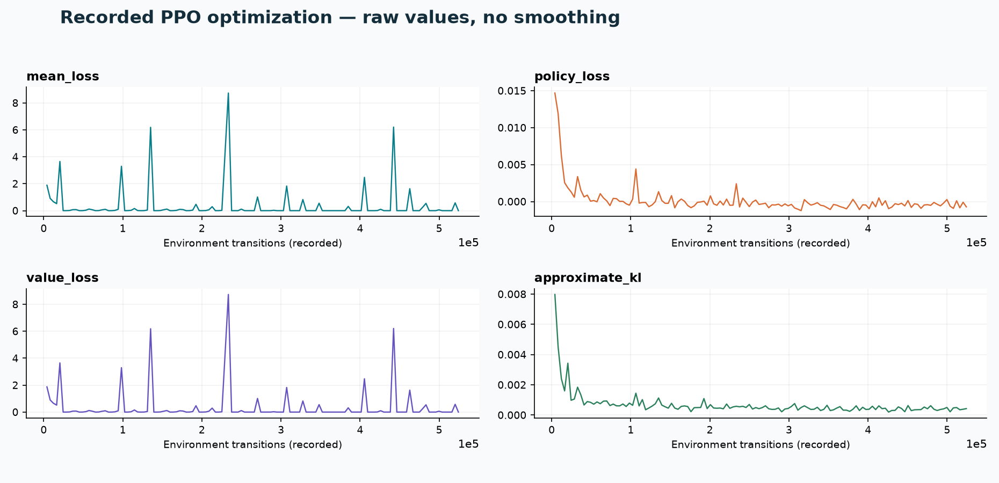 Recorded PPO optimization — raw values, no smoothing
mean_loss
8
6
4
2
0
0 1 2 3 4 5
Environment transitions (recorded)
1e5
policy_loss
0.015
0.010
0.005
0.000
0 1 2 3 4 5
Environment transitions (recorded)
1e5
value_loss
8
6
4
2
0
0 1 2 3 4 5
Environment transitions (recorded)
1e5
approximate_kl
0.008
0.006
0.004
0.002
0.000
0 1 2 3 4 5
Environment transitions (recorded)
1e5